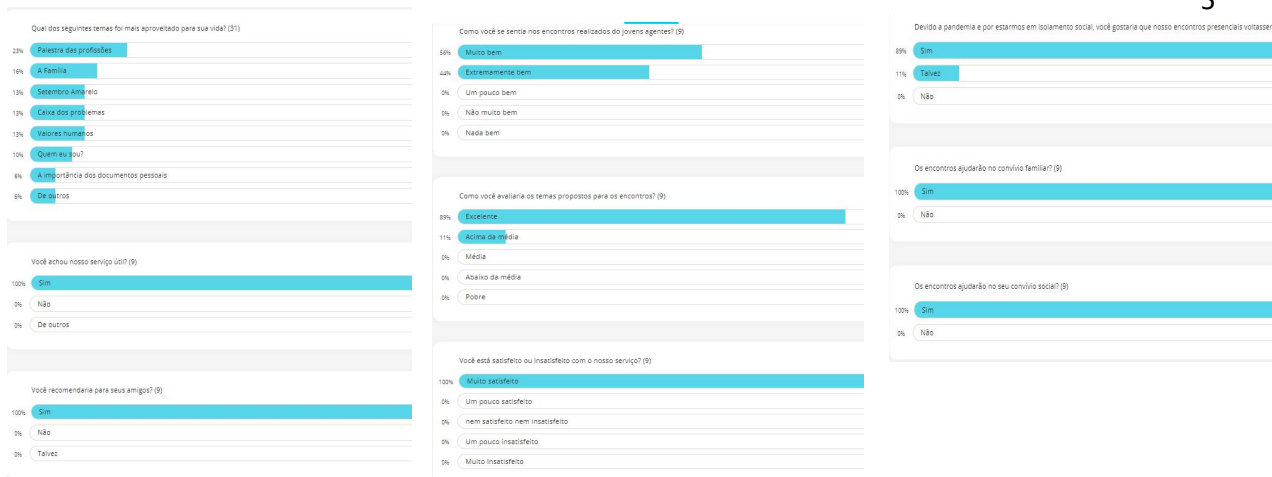 Qual dos seguintes temas foi mais aproveitado para sua vida? (31)
23% Palestra das profissões
16% A Família
13% Setembro Amarelo
13% Caixa dos problemas
13% Valores humanos
10% Quem eu sou?
6% A importância dos documentos pessoais
6% De outros
Você achou nosso serviço útil? (9)
100% Sim
0% Não
0% De outros
Você recomendaria para seus amigos? (9)
100% Sim
0% Não
0% Talvez
Como você se sentia nos encontros realizados do jovens agentes? (9)
56% Muito bem
44% Extremamente bem
0% Um pouco bem
0% Não muito bem
0% Nada bem
Como você avaliaria os temas propostos para os encontros? (9)
89% Excelente
11% Acima da média
0% Média
0% Abaixo da média
0% Pobre
Você está satisfeito ou insatisfeito com o nosso serviço? (9)
100% Muito satisfeito
0% Um pouco satisfeito
0% nem satisfeito nem insatisfeito
0% Um pouco insatisfeito
0% Muito Insatisfeito
Devido a pandemia e por estarmos em isolamento social, você gostaria que nosso encontros presenciais voltasser
89% Sim
11% Talvez
0% Não
Os encontros ajudarão no convívio familiar? (9)
100% Sim
0% Não
Os encontros ajudarão no seu convívio social? (9)
100% Sim
0% Não